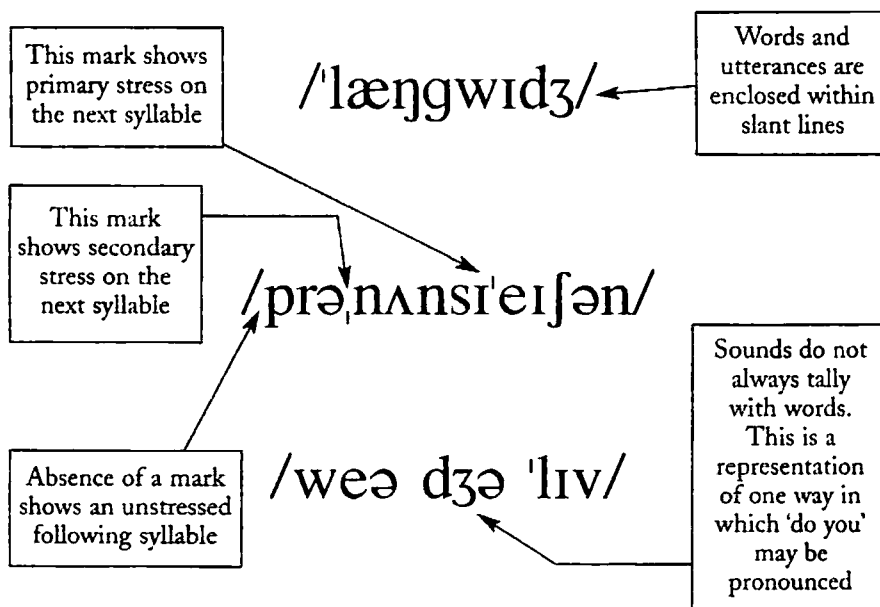 This mark shows
primary stress on
the next syllable
/ˈlæŋgwɪdʒ/
Words and
utterances are
enclosed within
slant lines
This mark
shows secondary
stress on the
next syllable
/prəˌnʌnsɪˈeɪʃən/
Absence of a mark
shows an unstressed
following syllable
/weə dʒə ˈlɪv/
Sounds do not
always tally
with words.
This is a
representation
of one way in
which ‘do you’
may be
pronounced